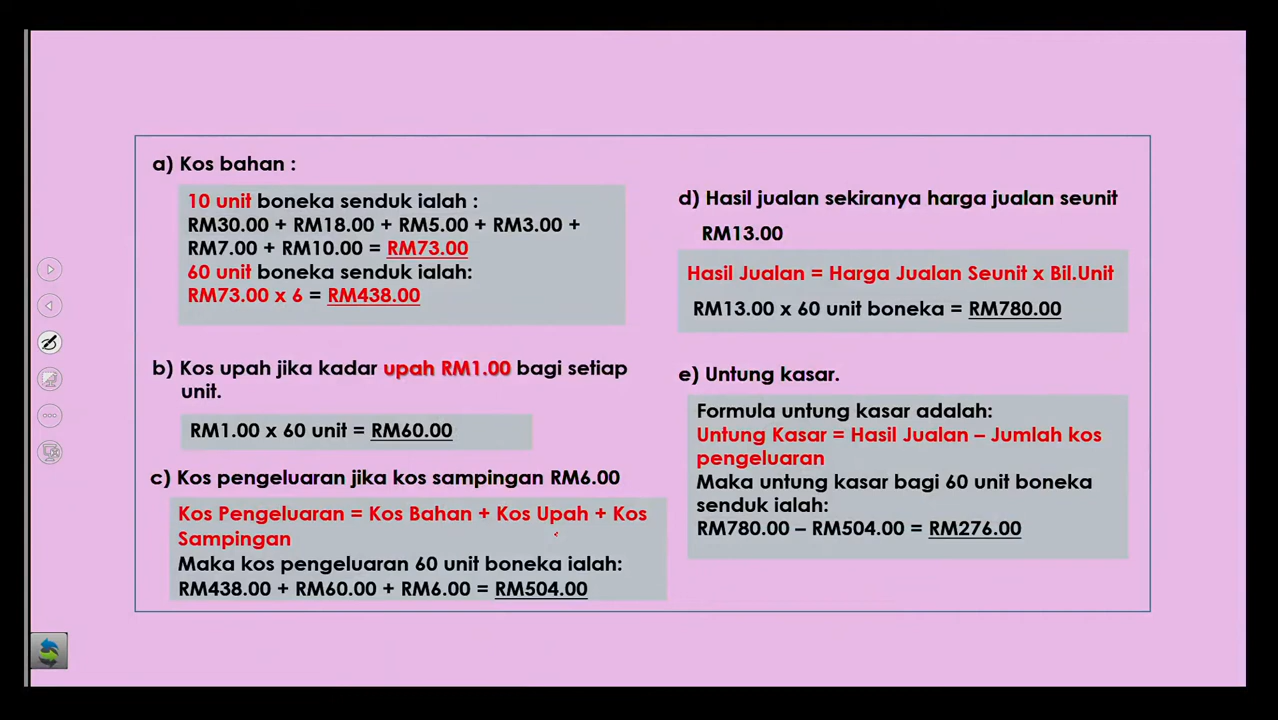 a) Kos bahan :
10 unit boneka senduk ialah :
RM30.00 + RM18.00 + RM5.00 + RM3.00 +
RM7.00 + RM10.00 = RM73.00
60 unit boneka senduk ialah:
RM73.00 x 6 = RM438.00
b) Kos upah jika kadar upah RM1.00 bagi setiap
unit.
RM1.00 x 60 unit = RM60.00
c) Kos pengeluaran jika kos sampingan RM6.00
Kos Pengeluaran = Kos Bahan + Kos Upah + Kos
Sampingan
Maka kos pengeluaran 60 unit boneka ialah:
RM438.00 + RM60.00 + RM6.00 = RM504.00
d) Hasil jualan sekiranya harga jualan seunit
RM13.00
Hasil Jualan = Harga Jualan Seunit x Bil.Unit
RM13.00 x 60 unit boneka = RM780.00
e) Untung kasar.
Formula untung kasar adalah:
Untung Kasar = Hasil Jualan – Jumlah kos
pengeluaran
Maka untung kasar bagi 60 unit boneka
senduk ialah:
RM780.00 – RM504.00 = RM276.00